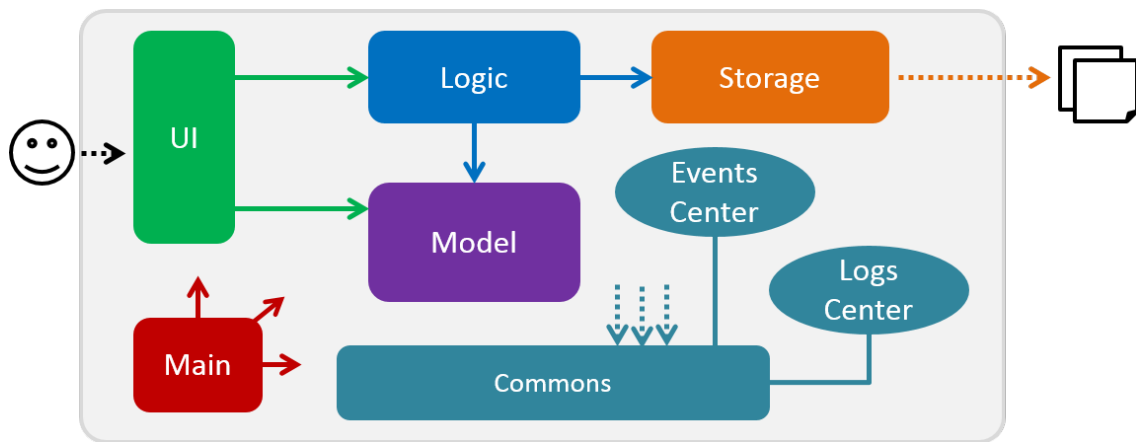 UI
Logic
Storage
Events
Center
Model
Logs
Center
Main
Commons